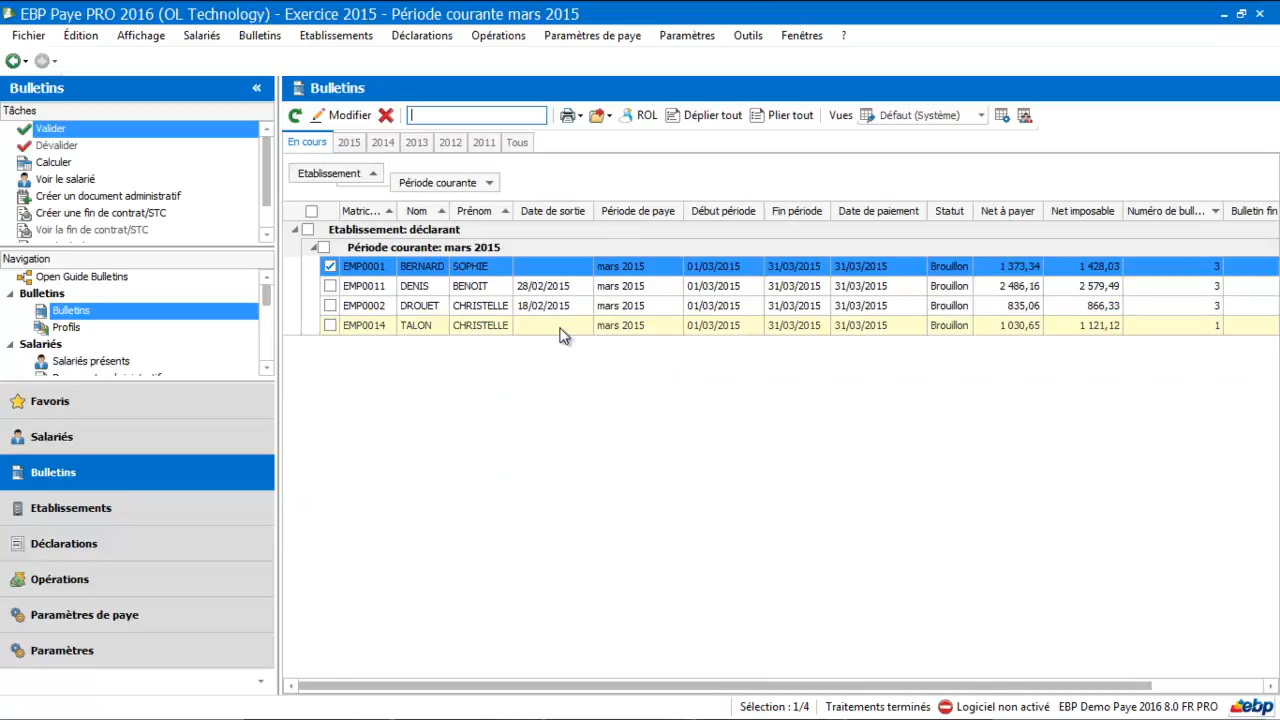 EBP Paye PRO 2016 (OL Technology) - Exercice 2015 - Période courante mars 2015
Fichier Édition Affichage Salariés Bulletins Etablissements Déclarations Opérations Paramètres de paye Paramètres Outils Fenêtres ?
Bulletins «
Tâches
Valider
Dévalider
Calculer
Voir le salarié
Créer un document administratif
Créer une fin de contrat/STC
Voir la fin de contrat/STC
Navigation
Open Guide Bulletins
Bulletins
Bulletins
Profils
Salariés
Salariés présents
Favoris
Salariés
Bulletins
Etablissements
Déclarations
Opérations
Paramètres de paye
Paramètres
Bulletins
Modifier ROL Déplier tout Plier tout Vues Défaut (Système)
En cours 2015 2014 2013 2012 2011 Tous
Etablissement
Période courante
Matric... Nom Prénom Date de sortie Période de paye Début période Fin période Date de paiement Statut Net à payer Net imposable Numéro de bull... Bulletin fin
Etablissement: déclarant
Période courante: mars 2015
EMP0001 BERNARD SOPHIE mars 2015 01/03/2015 31/03/2015 31/03/2015 Brouillon 1 373,34 1 428,03 3
EMP0011 DENIS BENOIT 28/02/2015 mars 2015 01/03/2015 31/03/2015 31/03/2015 Brouillon 2 486,16 2 579,49 3
EMP0002 DROUET CHRISTELLE 18/02/2015 mars 2015 01/03/2015 31/03/2015 31/03/2015 Brouillon 835,06 866,33 3
EMP0014 TALON CHRISTELLE mars 2015 01/03/2015 31/03/2015 31/03/2015 Brouillon 1 030,65 1 121,12 1
Sélection : 1/4 Traitements terminés Logiciel non activé EBP Demo Paye 2016 8.0 FR PRO ebp